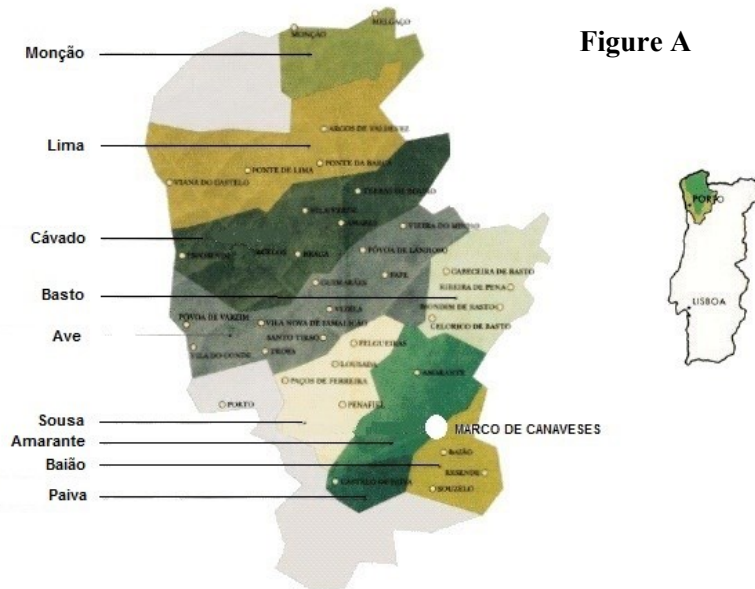 Figure A
Monção
Lima
Cávado
Basto
Ave
Sousa
Amarante
Baião
Paiva
MELGAÇO
MONÇÃO
ARGOS DE VALDEVEZ
PONTE DA BARCA
PONTE DE LIMA
VIANA DO CASTELO
TERRAS DE BOURO
VILA VERDE
AMARES
VIEIRA DO MINHO
ESPOSENDE
BARCELOS
BRAGA
PÓVOA DE LANHOSO
FAFE
GUIMARÃES
CABECEIRA DE BASTO
RIBEIRA DE PENA
MONDIM DE BASTO
CELORICO DE BASTO
VIZELA
PÓVOA DE VARZIM
VILA NOVA DE FAMALICÃO
SANTO TIRSO
TROFA
VILA DO CONDE
FELGUEIRAS
LOUSADA
PAÇOS DE FERREIRA
PENAFIEL
AMARANTE
PORTO
MARCO DE CANAVESES
BAIÃO
RESENDE
SOUZELO
CASTELO DE PAIVA
PORTO
LISBOA